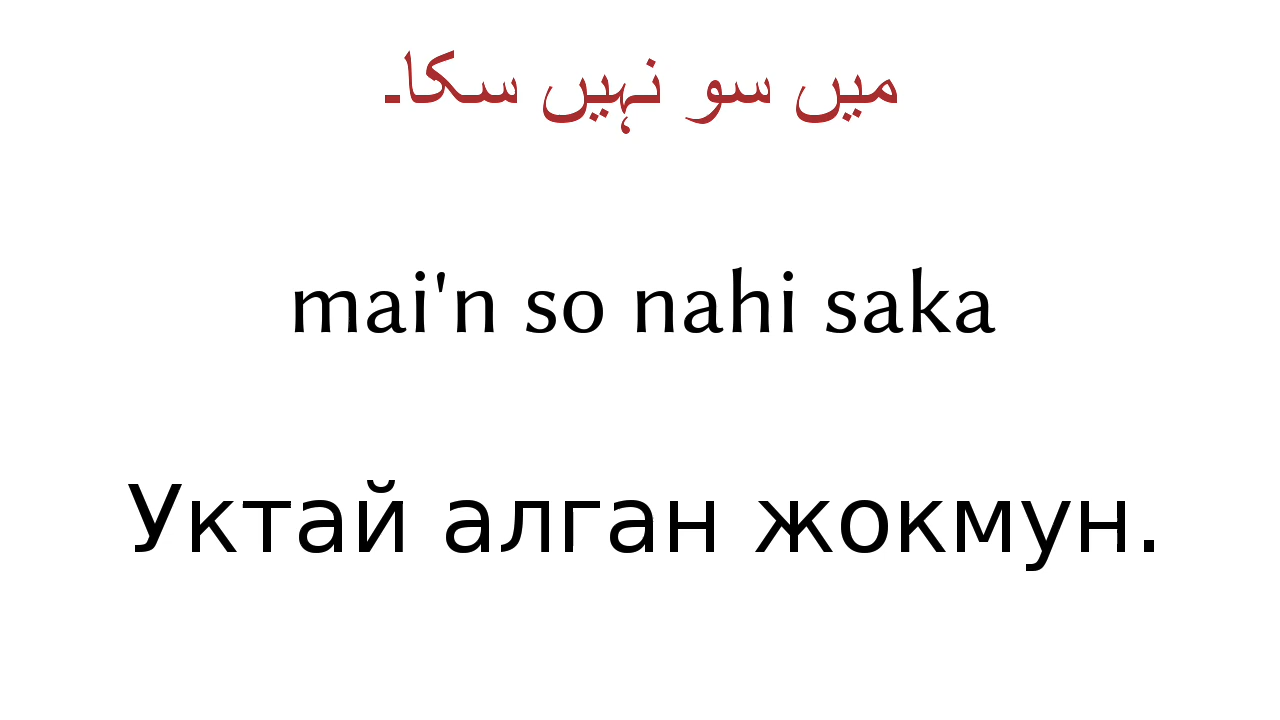 میں سو نہیں سکا۔
mai'n so nahi saka
Уктай алган жокмун.